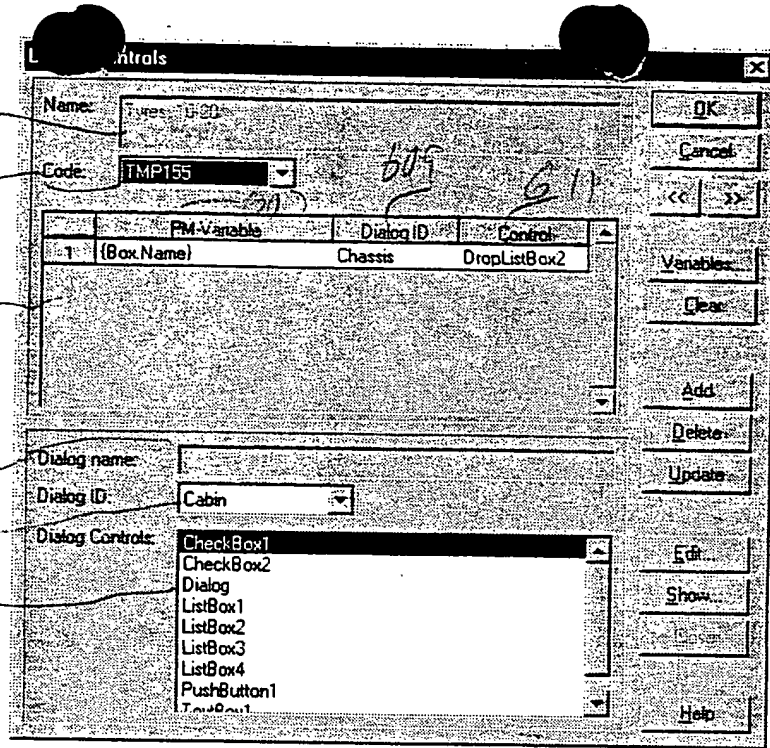 ntrols
Name:
OK
Cancel
Code: TMP155
609
611
<< >>
PM-Variable Dialog ID Control
1 {Box.Name} Chassis DropListBox2
Variables...
Clear
Add
Delete
Update
Dialog name:
Dialog ID: Cabin
Dialog Controls:
CheckBox1
CheckBox2
Dialog
ListBox1
ListBox2
ListBox3
ListBox4
PushButton1
TextBox1
Edit...
Show...
Help